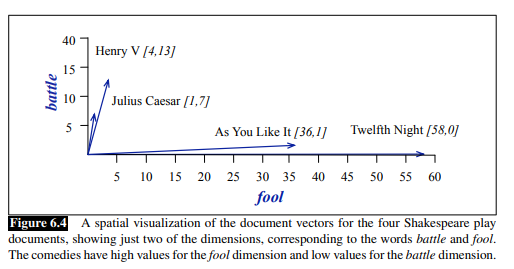 40
Henry V [4,13]
15
battle
10
Julius Caesar [1,7]
5
As You Like It [36,1] Twelfth Night [58,0]
5 10 15 20 25 30 35 40 45 50 55 60
fool
Figure 6.4 A spatial visualization of the document vectors for the four Shakespeare play
documents, showing just two of the dimensions, corresponding to the words battle and fool.
The comedies have high values for the fool dimension and low values for the battle dimension.